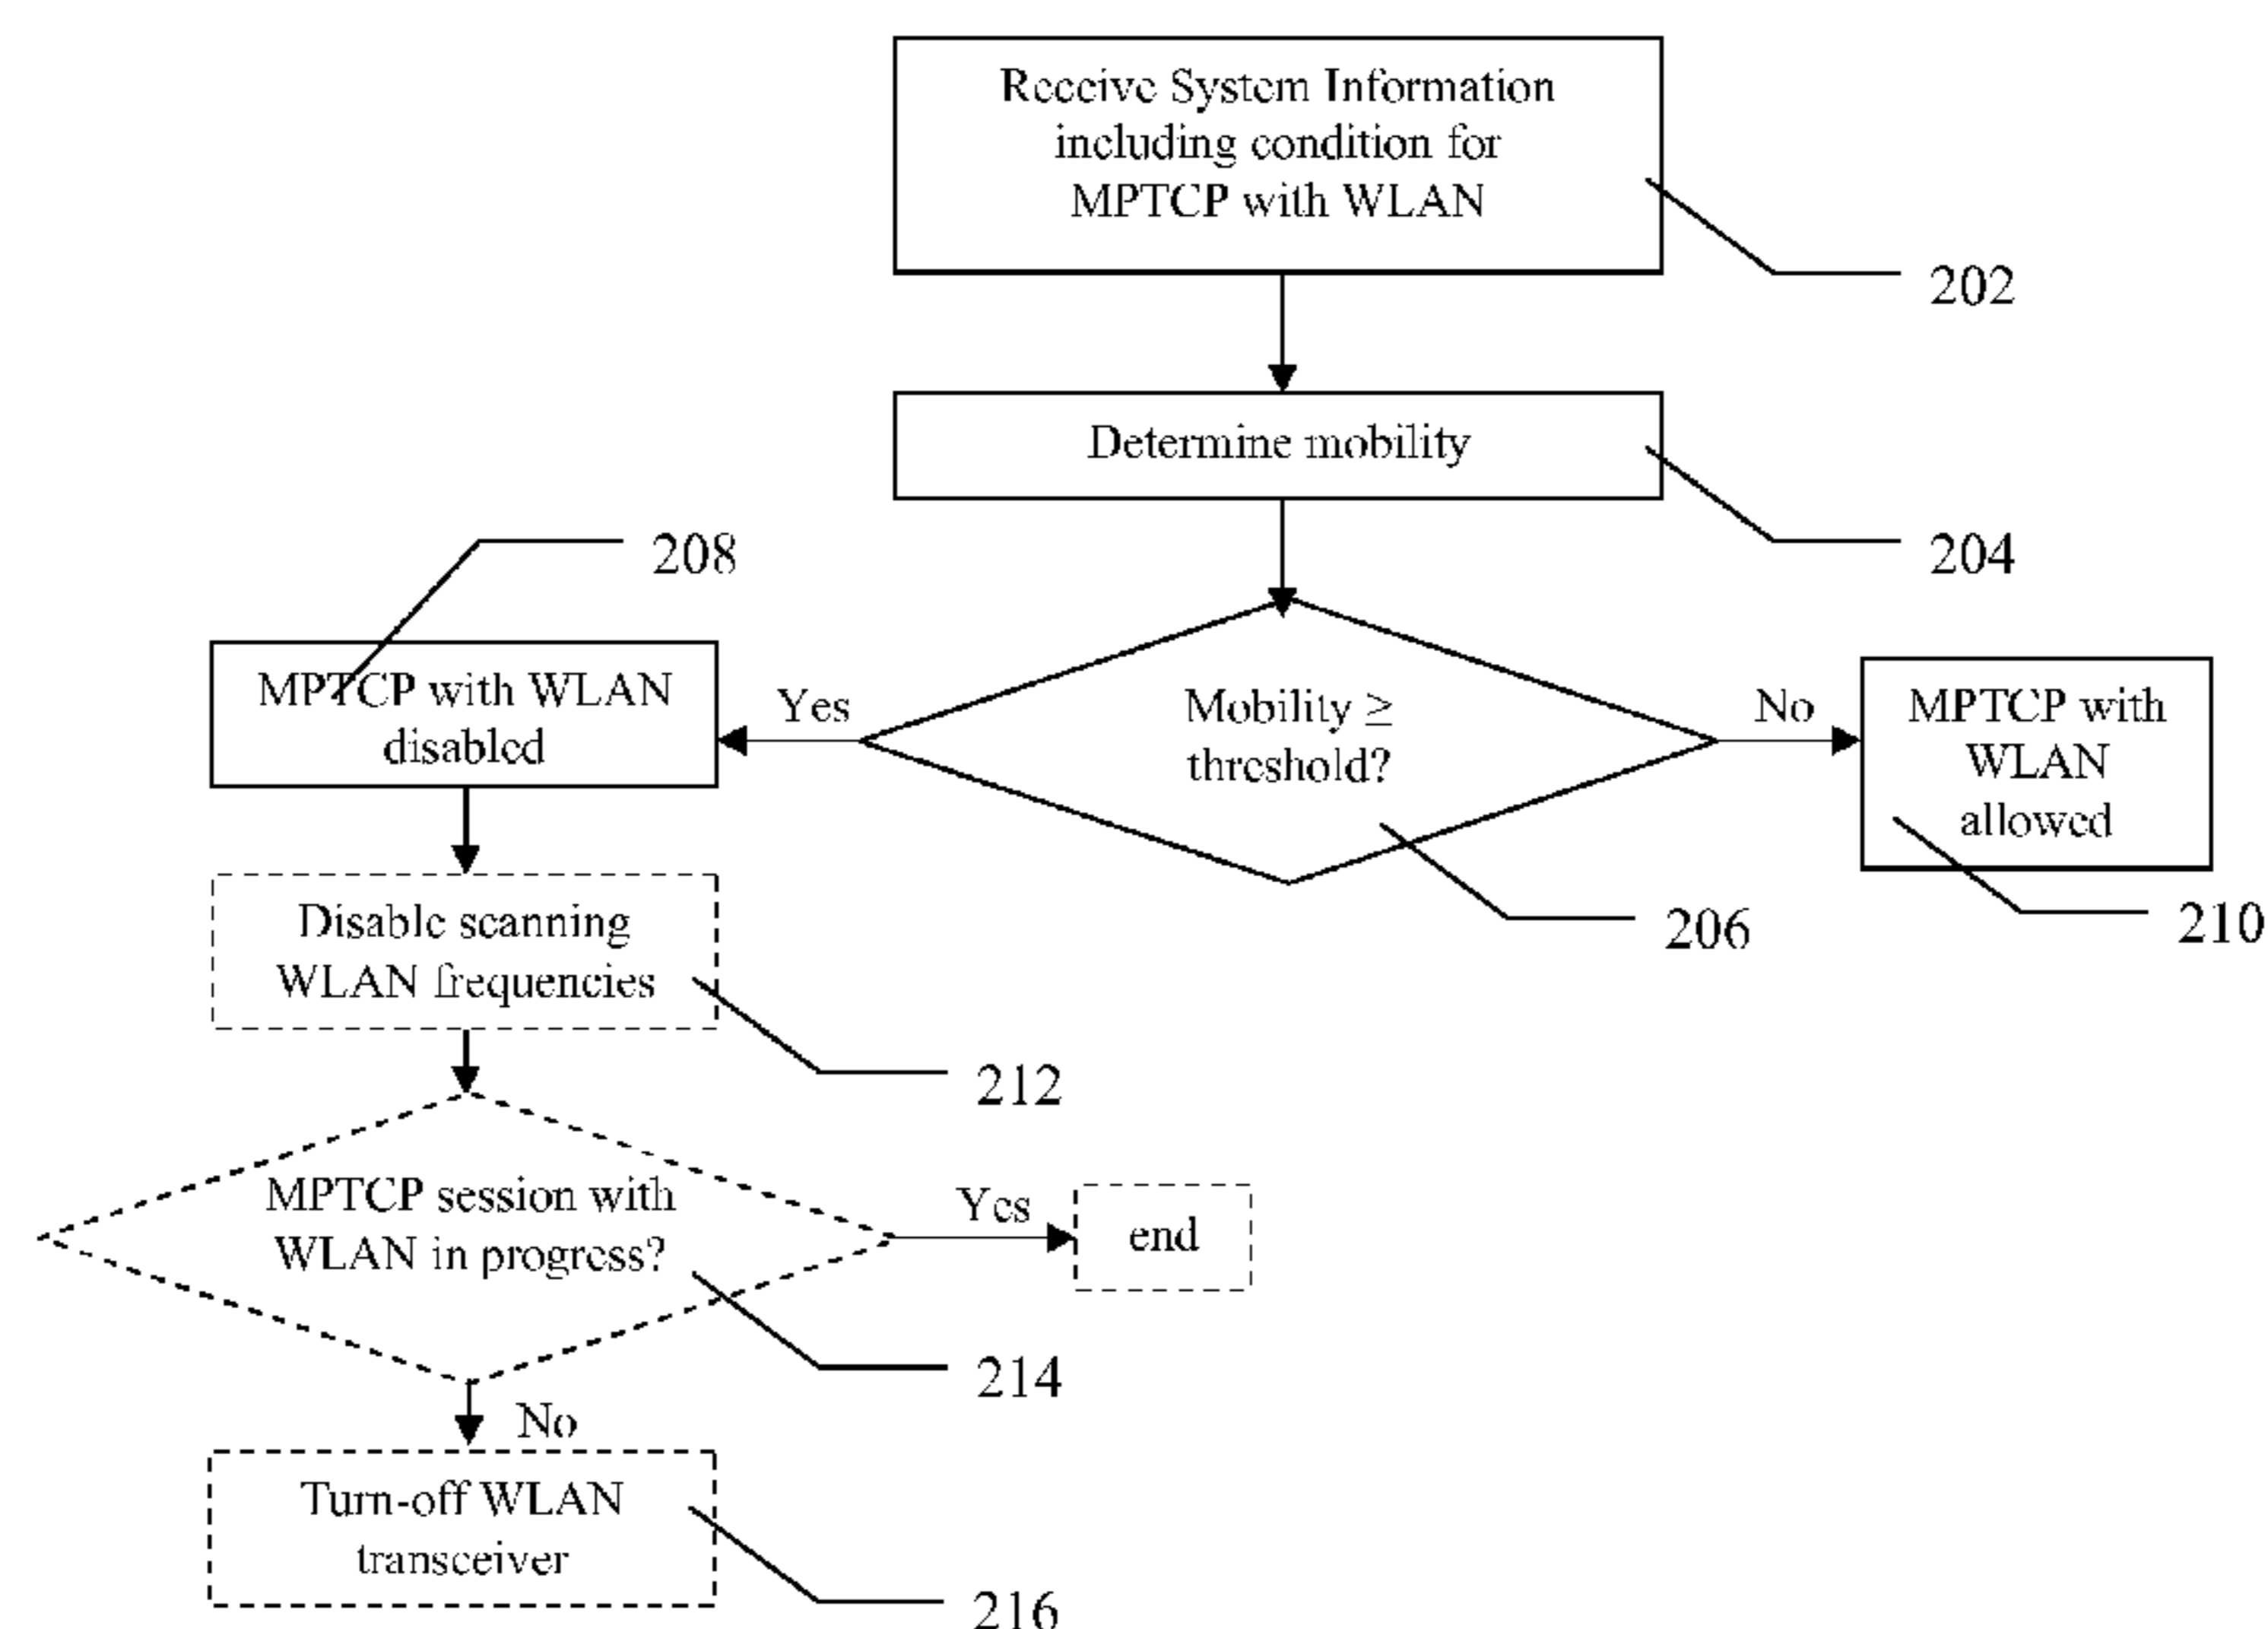 Receive System Information
including condition for
MPTCP with WLAN
202
Determine mobility
204
208
MPTCP with WLAN
disabled
Yes
Mobility ≥
threshold?
206
No
MPTCP with
WLAN
allowed
210
Disable scanning
WLAN frequencies
212
MPTCP session with
WLAN in progress?
214
Yes
end
No
Turn-off WLAN
transceiver
216